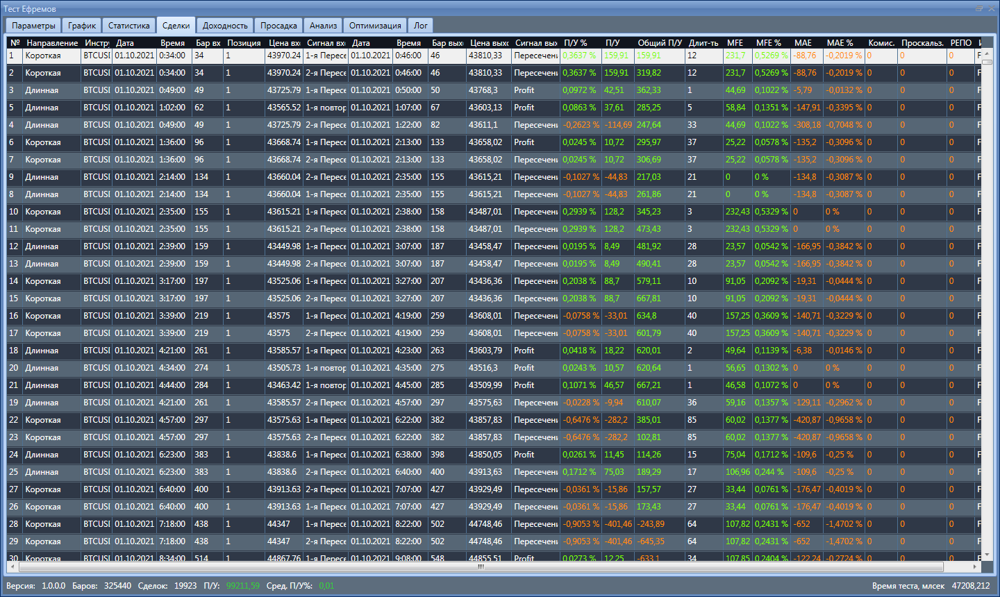 Тест Ефремов
Параметры График Статистика Сделки Доходность Просадка Анализ Оптимизация Лог
№ Направление Инстру Дата Время Бар вх Позиция Цена вхо Сигнал вхо Дата Время Бар вых Цена выхо Сигнал вых П/У % П/У Общий П/У Длит-ть MFE MFE % MAE MAE % Комис. Проскальз. РЕПО
1 Короткая BTCUSI 01.10.2021 0:34:00 34 1 43970.24 1-я Пересе 01.10.2021 0:46:00 46 43810,33 Пересечени 0,3637 % 159,91 159,91 12 231,7 0,5269 % -88,76 -0,2019 % 0 0 0 F
2 Короткая BTCUSI 01.10.2021 0:34:00 34 1 43970.24 2-я Пересе 01.10.2021 0:46:00 46 43810,33 Пересечени 0,3637 % 159,91 319,82 12 231,7 0,5269 % -88,76 -0,2019 % 0 0 0 F
3 Длинная BTCUSI 01.10.2021 0:49:00 49 1 43725.79 1-я Пересе 01.10.2021 0:50:00 50 43768,3 Profit 0,0972 % 42,51 362,33 1 44,69 0,1022 % -5,79 -0,0132 % 0 0 0 F
5 Длинная BTCUSI 01.10.2021 1:02:00 62 1 43565.52 1-я повтор 01.10.2021 1:07:00 67 43603,13 Profit 0,0863 % 37,61 285,25 5 58,84 0,1351 % -147,91 -0,3395 % 0 0 0 F
4 Длинная BTCUSI 01.10.2021 0:49:00 49 1 43725.79 2-я Пересе 01.10.2021 1:22:00 82 43611,1 Пересечени -0,2623 % -114,69 247,64 33 44,69 0,1022 % -308,18 -0,7048 % 0 0 0 F
6 Короткая BTCUSI 01.10.2021 1:36:00 96 1 43668.74 1-я Пересе 01.10.2021 2:13:00 133 43658,02 Profit 0,0245 % 10,72 295,97 37 25,22 0,0578 % -135,2 -0,3096 % 0 0 0 F
7 Короткая BTCUSI 01.10.2021 1:36:00 96 1 43668.74 2-я Пересе 01.10.2021 2:13:00 133 43658,02 Пересечени 0,0245 % 10,72 306,69 37 25,22 0,0578 % -135,2 -0,3096 % 0 0 0 F
9 Длинная BTCUSI 01.10.2021 2:14:00 134 1 43660.04 2-я Пересе 01.10.2021 2:35:00 155 43615,21 Пересечени -0,1027 % -44,83 217,03 21 0 0 % -134,8 -0,3087 % 0 0 0 F
8 Длинная BTCUSI 01.10.2021 2:14:00 134 1 43660.04 1-я Пересе 01.10.2021 2:35:00 155 43615,21 Пересечени -0,1027 % -44,83 261,86 21 0 0 % -134,8 -0,3087 % 0 0 0 F
10 Короткая BTCUSI 01.10.2021 2:35:00 155 1 43615.21 1-я Пересе 01.10.2021 2:38:00 158 43487,01 Пересечени 0,2939 % 128,2 345,23 3 232,43 0,5329 % 0 0 % 0 0 0 F
11 Короткая BTCUSI 01.10.2021 2:35:00 155 1 43615.21 2-я Пересе 01.10.2021 2:38:00 158 43487,01 Пересечени 0,2939 % 128,2 473,43 3 232,43 0,5329 % 0 0 % 0 0 0 F
12 Длинная BTCUSI 01.10.2021 2:39:00 159 1 43449.98 1-я Пересе 01.10.2021 3:07:00 187 43458,47 Пересечени 0,0195 % 8,49 481,92 28 23,57 0,0542 % -166,95 -0,3842 % 0 0 0 F
13 Длинная BTCUSI 01.10.2021 2:39:00 159 1 43449.98 2-я Пересе 01.10.2021 3:07:00 187 43458,47 Пересечени 0,0195 % 8,49 490,41 28 23,57 0,0542 % -166,95 -0,3842 % 0 0 0 F
14 Короткая BTCUSI 01.10.2021 3:17:00 197 1 43525.06 1-я Пересе 01.10.2021 3:27:00 207 43436,36 Пересечени 0,2038 % 88,7 579,11 10 91,05 0,2092 % -19,31 -0,0444 % 0 0 0 F
15 Короткая BTCUSI 01.10.2021 3:17:00 197 1 43525.06 2-я Пересе 01.10.2021 3:27:00 207 43436,36 Пересечени 0,2038 % 88,7 667,81 10 91,05 0,2092 % -19,31 -0,0444 % 0 0 0 F
16 Короткая BTCUSI 01.10.2021 3:39:00 219 1 43575 1-я Пересе 01.10.2021 4:19:00 259 43608,01 Пересечени -0,0758 % -33,01 634,8 40 157,25 0,3609 % -140,71 -0,3229 % 0 0 0 F
17 Короткая BTCUSI 01.10.2021 3:39:00 219 1 43575 2-я Пересе 01.10.2021 4:19:00 259 43608,01 Пересечени -0,0758 % -33,01 601,79 40 157,25 0,3609 % -140,71 -0,3229 % 0 0 0 F
18 Длинная BTCUSI 01.10.2021 4:21:00 261 1 43585.57 1-я Пересе 01.10.2021 4:23:00 263 43603,79 Profit 0,0418 % 18,22 620,01 2 49,64 0,1139 % -6,38 -0,0146 % 0 0 0 F
20 Длинная BTCUSI 01.10.2021 4:34:00 274 1 43505.73 1-я повтор 01.10.2021 4:35:00 275 43516,3 Profit 0,0243 % 10,57 620,64 1 56,65 0,1302 % 0 0 % 0 0 0 F
21 Длинная BTCUSI 01.10.2021 4:44:00 284 1 43463.42 1-я повтор 01.10.2021 4:45:00 285 43509,99 Profit 0,1071 % 46,57 667,21 1 46,58 0,1072 % 0 0 % 0 0 0 F
19 Длинная BTCUSI 01.10.2021 4:21:00 261 1 43585.57 2-я Пересе 01.10.2021 4:57:00 297 43575,63 Пересечени -0,0228 % -9,94 610,07 36 59,16 0,1357 % -129,11 -0,2962 % 0 0 0 F
22 Короткая BTCUSI 01.10.2021 4:57:00 297 1 43575.63 1-я Пересе 01.10.2021 6:22:00 382 43857,83 Пересечени -0,6476 % -282,2 385,01 85 60,02 0,1377 % -420,87 -0,9658 % 0 0 0 F
23 Короткая BTCUSI 01.10.2021 4:57:00 297 1 43575.63 2-я Пересе 01.10.2021 6:22:00 382 43857,83 Пересечени -0,6476 % -282,2 102,81 85 60,02 0,1377 % -420,87 -0,9658 % 0 0 0 F
24 Длинная BTCUSI 01.10.2021 6:23:00 383 1 43838.6 1-я Пересе 01.10.2021 6:38:00 398 43850,05 Profit 0,0261 % 11,45 114,26 15 75,04 0,1712 % -109,6 -0,25 % 0 0 0 F
25 Длинная BTCUSI 01.10.2021 6:23:00 383 1 43838.6 2-я Пересе 01.10.2021 6:40:00 400 43913,63 Пересечени 0,1712 % 75,03 189,29 17 106,96 0,244 % -109,6 -0,25 % 0 0 0 F
27 Короткая BTCUSI 01.10.2021 6:40:00 400 1 43913.63 2-я Пересе 01.10.2021 7:07:00 427 43929,49 Пересечени -0,0361 % -15,86 157,57 27 33,44 0,0761 % -176,47 -0,4019 % 0 0 0 F
26 Короткая BTCUSI 01.10.2021 6:40:00 400 1 43913.63 1-я Пересе 01.10.2021 7:07:00 427 43929,49 Пересечени -0,0361 % -15,86 173,43 27 33,44 0,0761 % -176,47 -0,4019 % 0 0 0 F
28 Короткая BTCUSI 01.10.2021 7:18:00 438 1 44347 1-я Пересе 01.10.2021 8:22:00 502 44748,46 Пересечени -0,9053 % -401,46 -243,89 64 107,82 0,2431 % -652 -1,4702 % 0 0 0 F
29 Короткая BTCUSI 01.10.2021 7:18:00 438 1 44347 2-я Пересе 01.10.2021 8:22:00 502 44748,46 Пересечени -0,9053 % -401,46 -645,35 64 107,82 0,2431 % -652 -1,4702 % 0 0 0 F
30 Короткая BTCUSI 01.10.2021 8:34:00 514 1 44867.76 1-я Пересе 01.10.2021 9:08:00 548 44855,51 Profit 0,0273 % 12,25 -633,1 34 107,85 0,2404 % -122,24 -0,2724 % 0 0 0 F
Версия: 1.0.0.0 Баров: 325440 Сделок: 19923 П/У: 99211,59 Сред. П/У%: 0,01 Время теста, млсек 47208,212